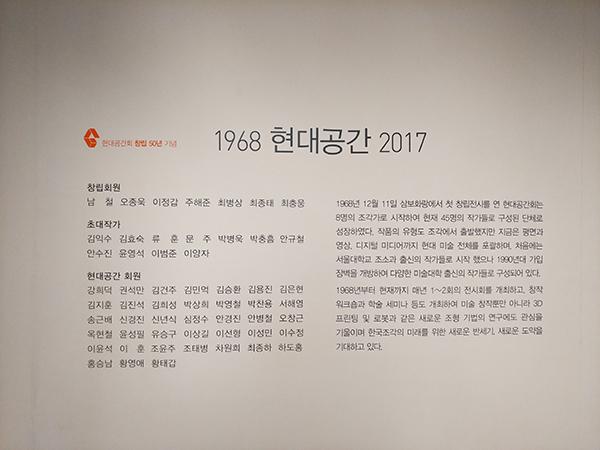 현대공간회 창립 50년 기념
1968 현대공간 2017
창립회원
남 철 오종욱 이정갑 주해준 최병상 최종태 최충웅
초대작가
김익수 김효숙 류 훈 문 주 박병욱 박충흠 안규철
안수진 윤영석 이범준 이양자
현대공간 회원
강희덕 권석만 김건주 김민억 김승환 김용진 김은현
김지훈 김진석 김희성 박상희 박영철 박찬용 서해영
송근배 신경진 신년식 심정수 안경진 안병철 오창근
옥현철 윤성필 유승구 이상길 이선형 이성민 이수정
이윤석 이 훈 조윤주 조태병 차원희 최종하 하도홍
홍승남 황영애 황태갑
1968년 12월 11일 삼보화랑에서 첫 창립전시를 연 현대공간회는
8명의 조각가로 시작하여 현재 45명의 작가들로 구성된 단체로
성장하였다. 작품의 유형도 조각에서 출발했지만 지금은 평면과
영상, 디지털 미디어까지 현대 미술 전체를 포괄하며, 처음에는
서울대학교 조소과 출신의 작가들로 시작 했으나 1990년대 가입
장벽을 개방하여 다양한 미술대학 출신의 작가들로 구성되어 있다.
1968년부터 현재까지 매년 1~2회의 전시회를 개최하고, 창작
워크숍과 학술 세미나 등도 개최하여 미술 창작뿐만 아니라 3D
프린팅 및 로봇과 같은 새로운 조형 기법의 연구에도 관심을
기울이며 한국조각의 미래를 위한 새로운 반세기, 새로운 도약을
기대하고 있다.